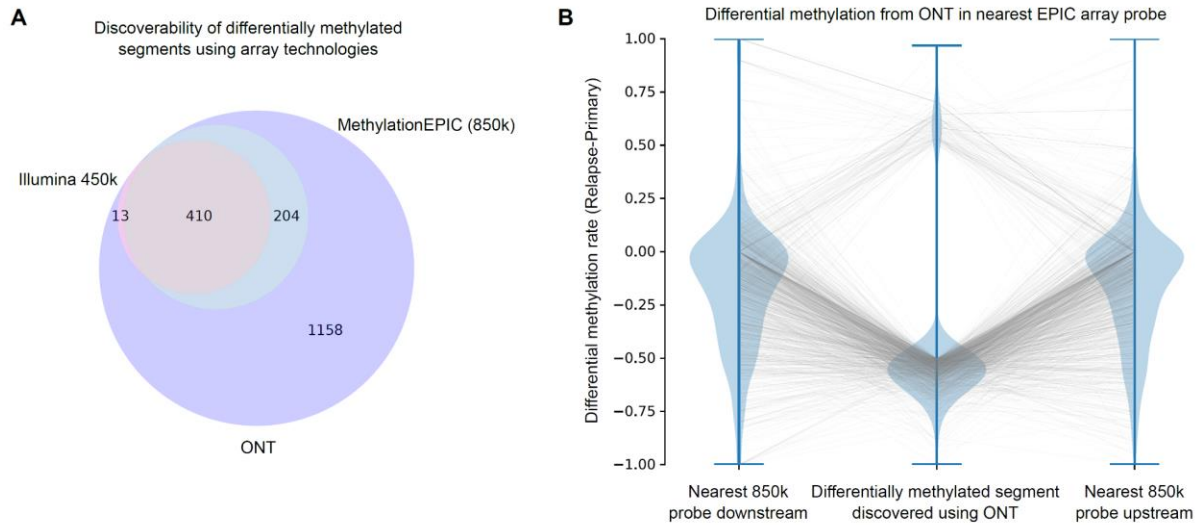 A
Discoverability of differentially methylated
segments using array technologies
MethylationEPIC (850k)
Illumina 450k
13
410
204
1158
ONT
B
Differential methylation from ONT in nearest EPIC array probe
Differential methylation rate (Relapse-Primary)
1.00
0.75
0.50
0.25
0.00
−0.25
−0.50
−0.75
−1.00
Nearest 850k
probe downstream
Differentially methylated segment
discovered using ONT
Nearest 850k
probe upstream